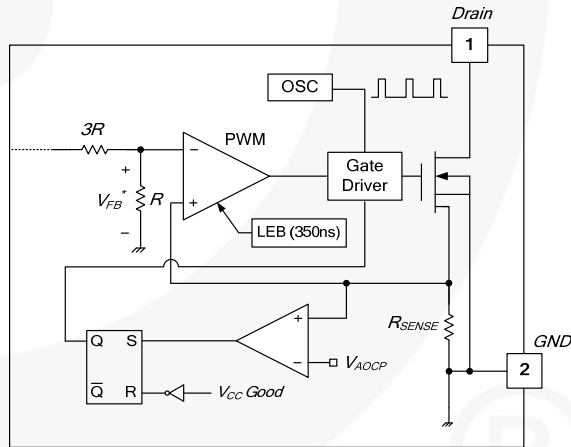 Drain
1
OSC
3R
PWM
−
+
Gate
Driver
+
V_FB*
−
R
LEB (350ns)
R_SENSE
GND
2
Q
S
Q̅
R
+
−
V_AOCP
V_CC Good
R